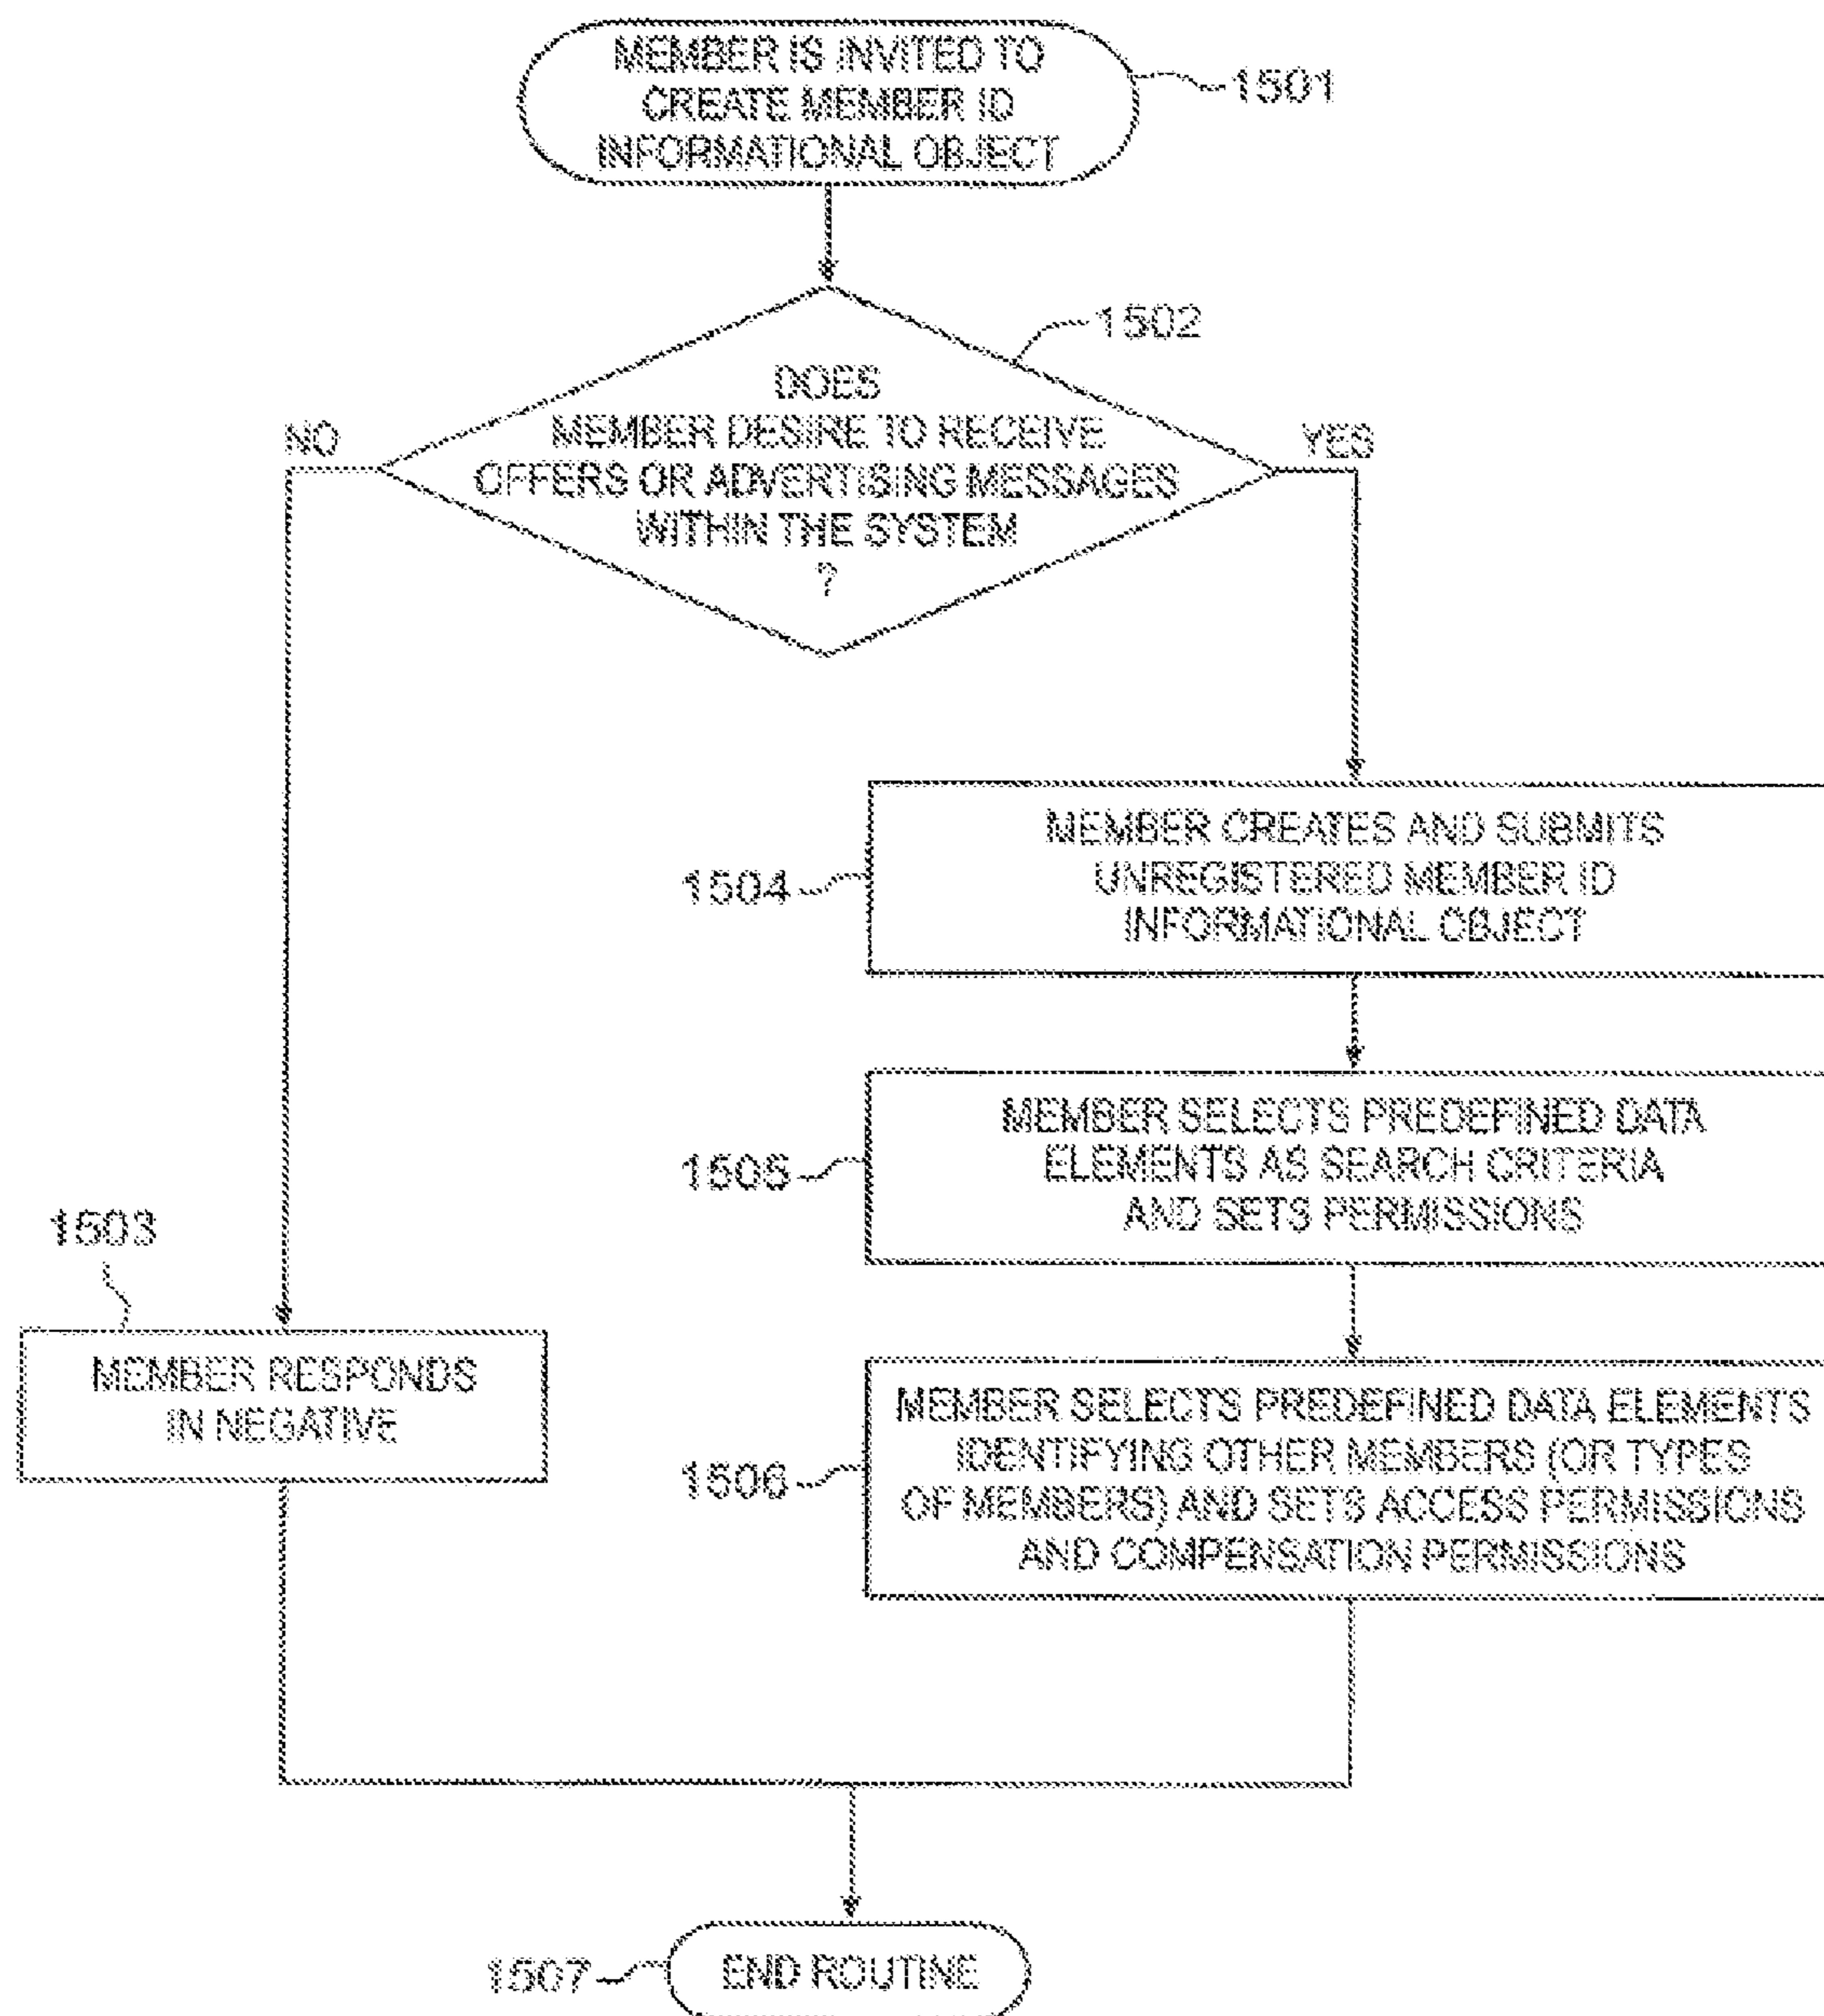 MEMBER IS INVITED TO
CREATE MEMBER ID
INFORMATIONAL OBJECT
1501
1502
DOES
MEMBER DESIRE TO RECEIVE
OFFERS OR ADVERTISING MESSAGES
WITHIN THE SYSTEM
?
NO
YES
1504
MEMBER CREATES AND SUBMITS
UNREGISTERED MEMBER ID
INFORMATIONAL OBJECT
1505
MEMBER SELECTS PREDEFINED DATA
ELEMENTS AS SEARCH CRITERIA
AND SETS PERMISSIONS
1503
MEMBER RESPONDS
IN NEGATIVE
1506
MEMBER SELECTS PREDEFINED DATA ELEMENTS
IDENTIFYING OTHER MEMBERS (OR TYPES
OF MEMBERS) AND SETS ACCESS PERMISSIONS
AND COMPENSATION PERMISSIONS
1507
END ROUTINE